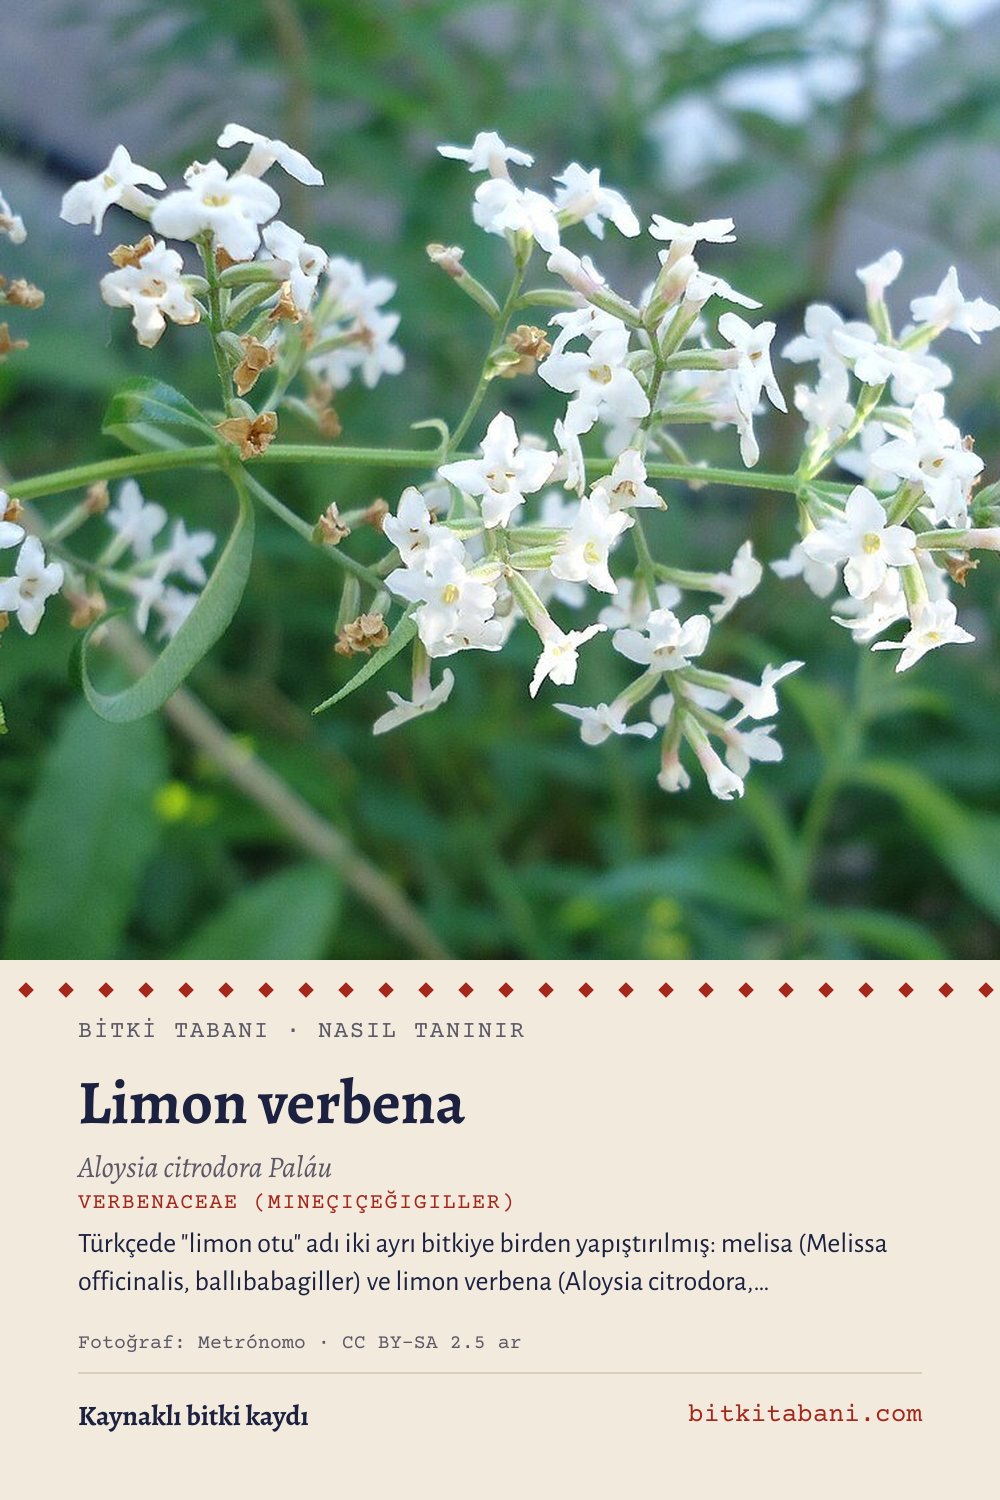 BİTKİ TABANI · NASIL TANINIR
Limon verbena
Aloysia citrodora Paláu
VERBENACEAE (MINEÇIÇEĞIGILLER)
Türkçede "limon otu" adı iki ayrı bitkiye birden yapıştırılmış: melisa (Melissa
officinalis, ballıbabagiller) ve limon verbena (Aloysia citrodora,…
Fotoğraf: Metrónomo · CC BY-SA 2.5 ar
Kaynaklı bitki kaydı
bitkitabani.com